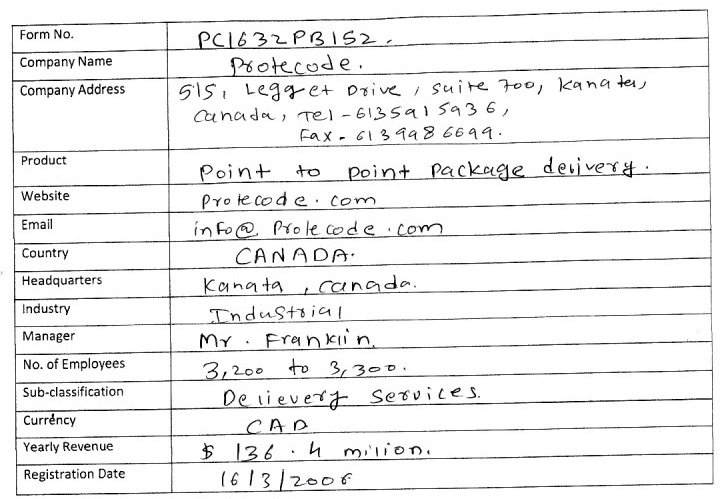 Form No. PC1632PB152.
Company Name Protecode.
Company Address 515, Legget Drive, suite 700, Kanata,
Canada, Tel - 6135915936,
Fax - 6139986699.
Product Point to point package delivery.
Website Protecode.com
Email info@Protecode.com
Country CANADA.
Headquarters Kanata, Canada.
Industry Industrial
Manager Mr. Franklin.
No. of Employees 3,200 to 3,300.
Sub-classification Delievery Services.
Currency CAD
Yearly Revenue $ 136.4 milion.
Registration Date 16/3/2006